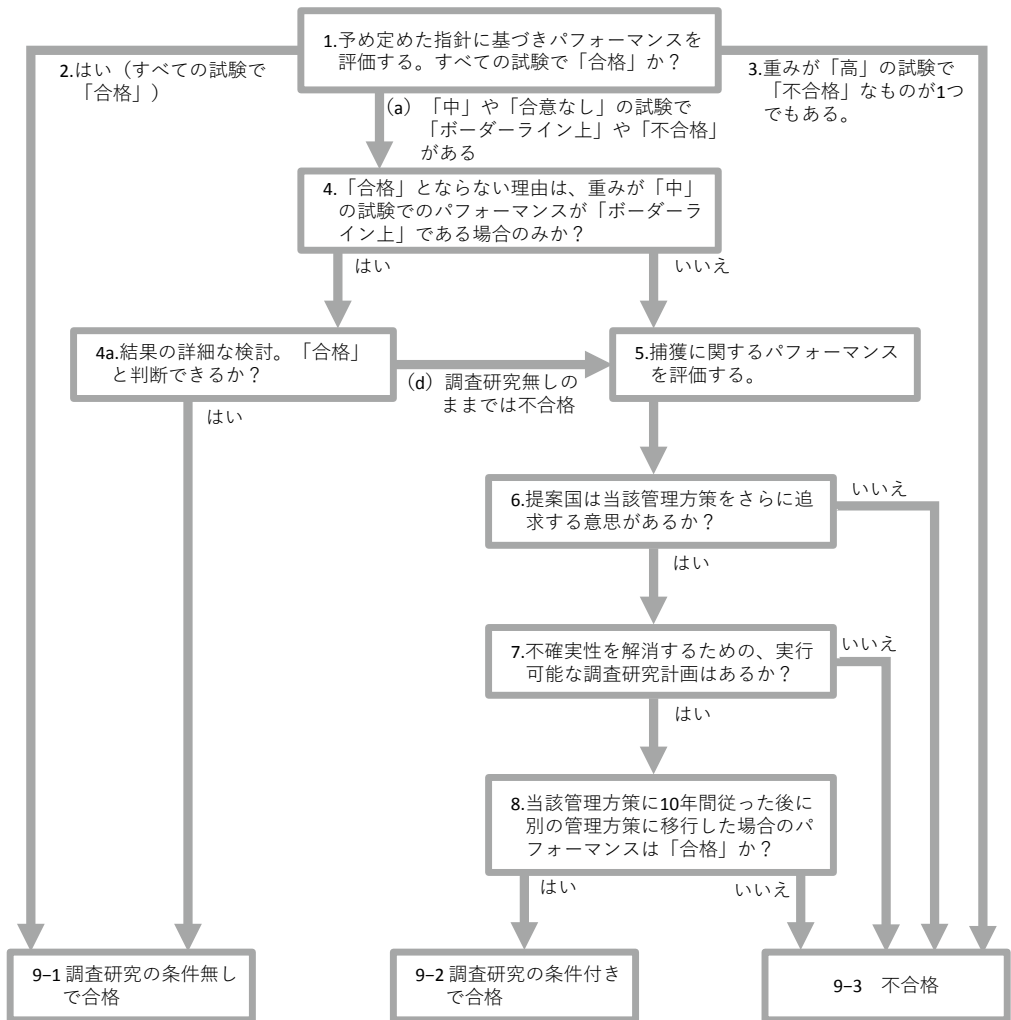 1.予め定めた指針に基づきパフォーマンスを
評価する。すべての試験で「合格」か？
2.はい（すべての試験で
「合格」）
3.重みが「高」の試験で
「不合格」なものが1つ
でもある。
（a）「中」や「合意なし」の試験で
「ボーダーライン上」や「不合格」
がある
4.「合格」とならない理由は、重みが「中」
の試験でのパフォーマンスが「ボーダーラ
イン上」である場合のみか？
はい
いいえ
4a.結果の詳細な検討。「合格」
と判断できるか？
（d）調査研究無しの
ままでは不合格
5.捕獲に関するパフォーマンス
を評価する。
はい
6.提案国は当該管理方策をさらに追
求する意思があるか？
いいえ
はい
7.不確実性を解消するための、実行
可能な調査研究計画はあるか？
いいえ
はい
8.当該管理方策に10年間従った後に
別の管理方策に移行した場合のパ
フォーマンスは「合格」か？
はい
いいえ
9−1 調査研究の条件無し
で合格
9−2 調査研究の条件付き
で合格
9−3　不合格